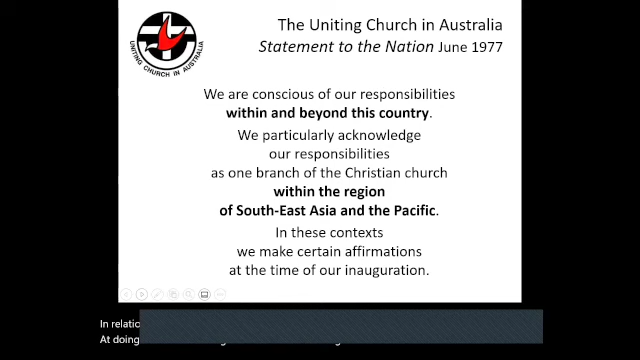 The Uniting Church in Australia
Statement to the Nation June 1977
UNITING CHURCH IN AUSTRALIA
We are conscious of our responsibilities
within and beyond this country.
We particularly acknowledge
our responsibilities
as one branch of the Christian church
within the region
of South-East Asia and the Pacific.
In these contexts
we make certain affirmations
at the time of our inauguration.
In
At doing